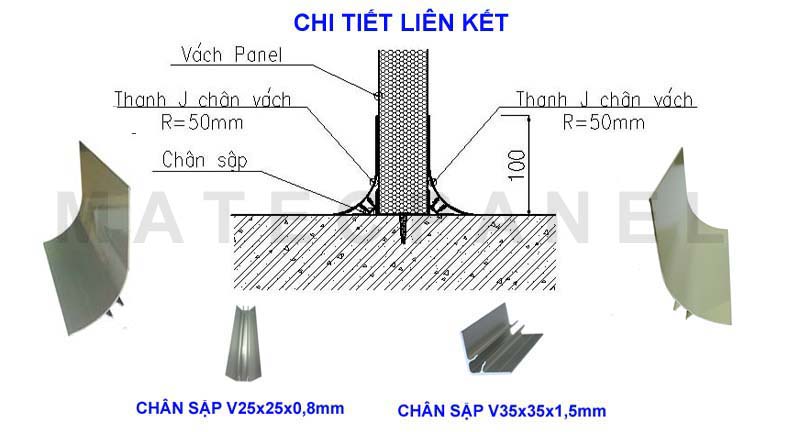 CHI TIẾT LIÊN KẾT
Vách Panel
Thanh J chân vách
R=50mm
Thanh J chân vách
R=50mm
Chân sập
100
MATECPANEL
CHÂN SẬP V25x25x0,8mm
CHÂN SẬP V35x35x1,5mm